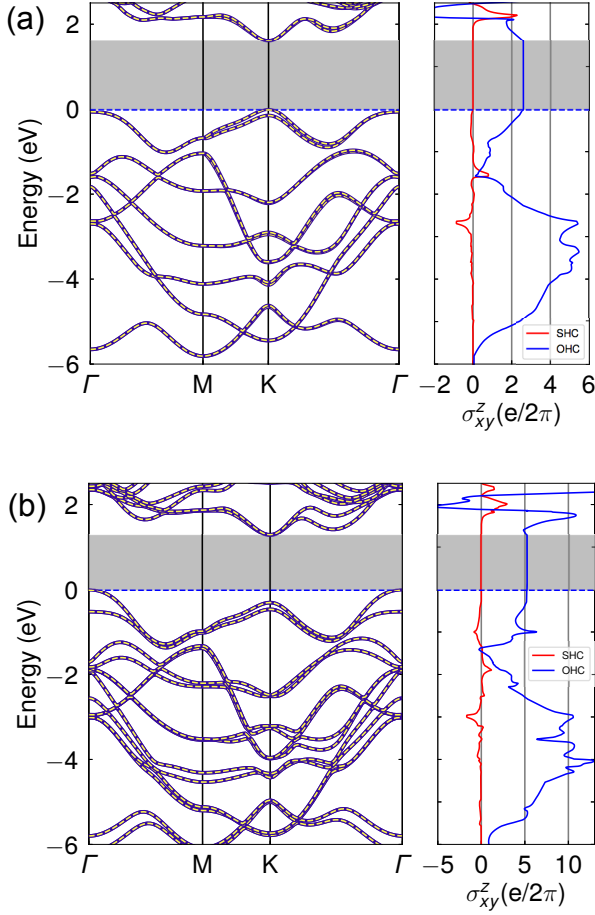 (a)
2
0
−2
−4
−6
Energy (eV)
Γ M K Γ
SHC
OHC
−2 0 2 4 6
σ^z_xy(e/2π)
(b)
2
0
−2
−4
−6
Energy (eV)
Γ M K Γ
SHC
OHC
−5 0 5 10
σ^z_xy(e/2π)